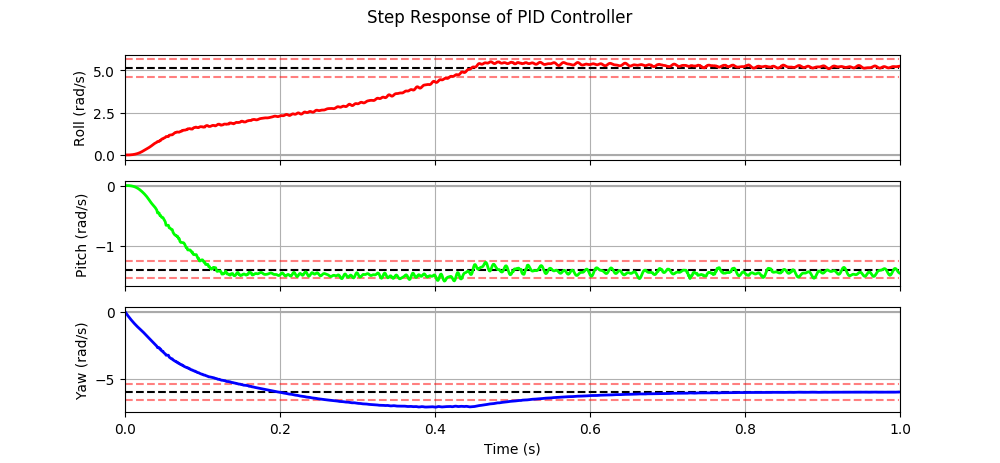 Step Response of PID Controller
5.0
2.5
0.0
Roll (rad/s)
0
−1
Pitch (rad/s)
0
−5
Yaw (rad/s)
0.0 0.2 0.4 0.6 0.8 1.0
Time (s)